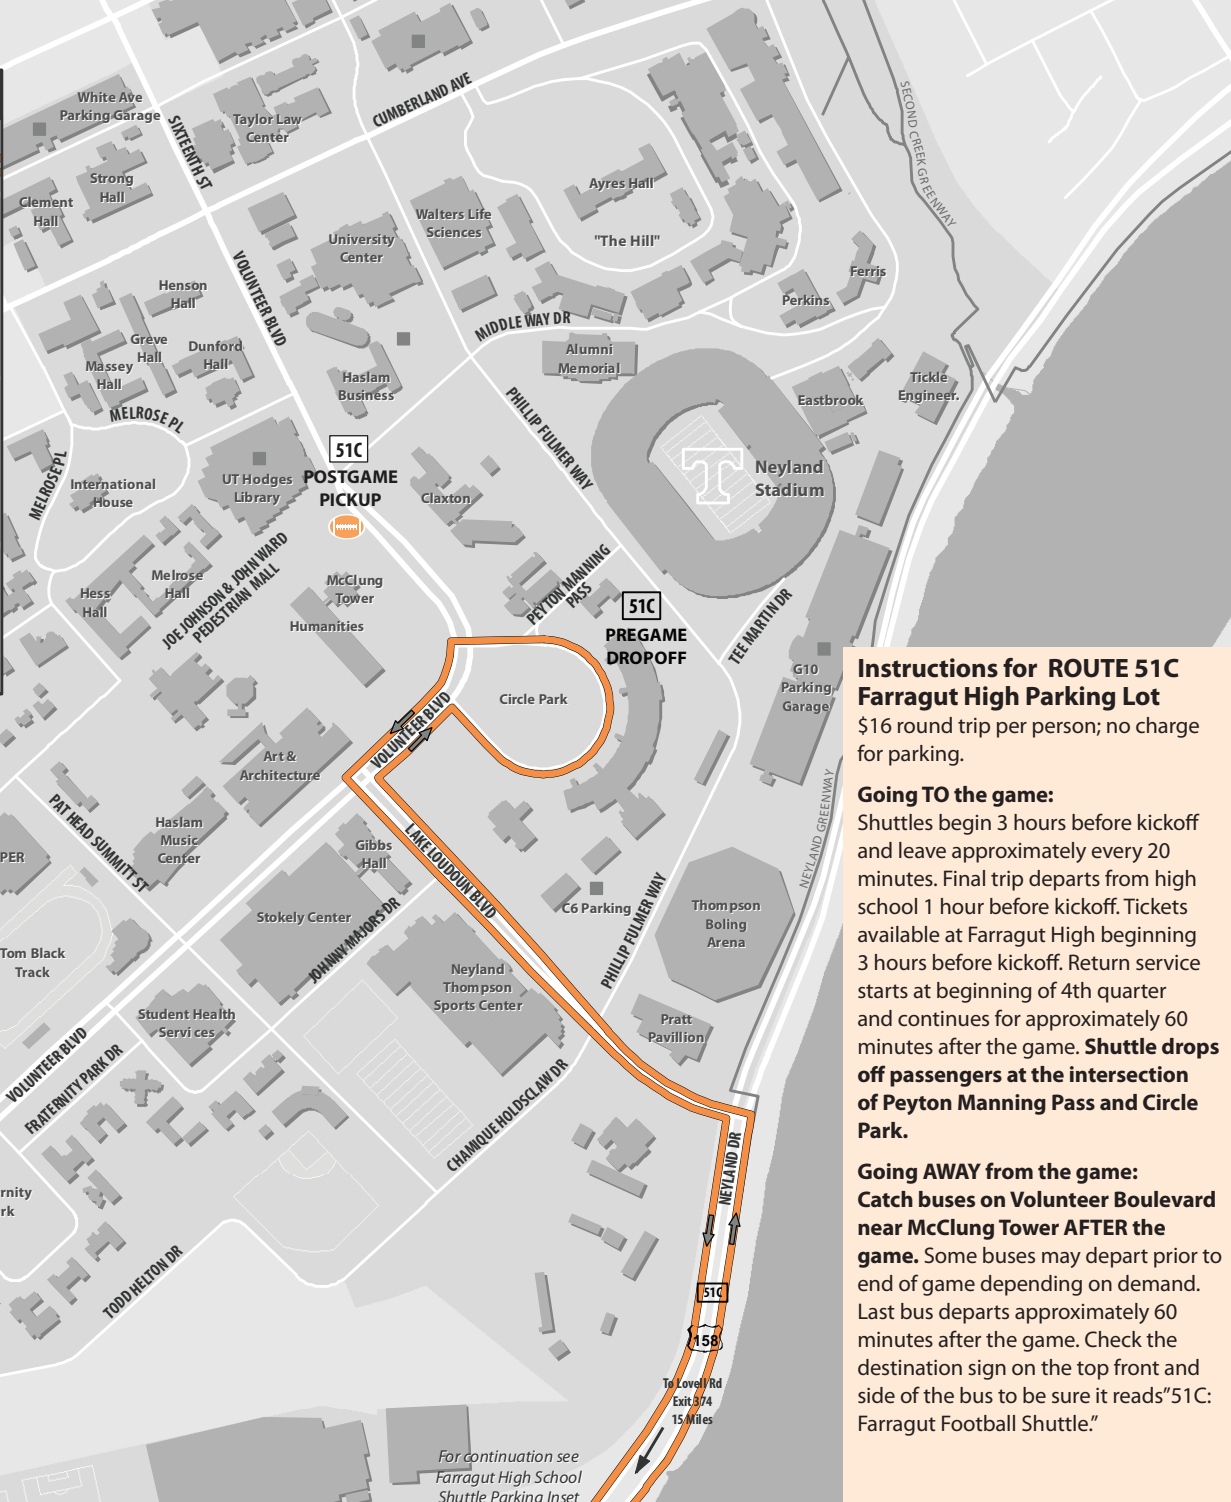 White Ave
Parking Garage
SIXTEENTH ST
Taylor Law
Center
CUMBERLAND AVE
SECOND CREEK GREENWAY
Strong
Hall
Clement
Hall
Ayres Hall
"The Hill"
Walters Life
Sciences
University
Center
VOLUNTEER BLVD
Ferris
Perkins
Henson
Hall
MIDDLE WAY DR
Greve
Hall
Dunford
Hall
Massey
Hall
Alumni
Memorial
Haslam
Business
Tickle
Engineer.
Eastbrook
MELROSE PL
PHILLIP FULMER WAY
51C
POSTGAME
PICKUP
MELROSE PL
International
House
UT Hodges
Library
Claxton
T
Neyland
Stadium
JOE JOHNSON & JOHN WARD
PEDESTRIAN MALL
Melrose
Hall
Hess
Hall
McClung
Tower
Humanities
PEYTON MANNING
PASS
51C
PREGAME
DROPOFF
TEE MARTIN DR
G10
Parking
Garage
Circle Park
VOLUNTEER BLVD
Art &
Architecture
NEYLAND GREENWAY
PAT HEAD SUMMITT ST
Haslam
Music
Center
PER
Gibbs
Hall
LAKE LOUDOUN BLVD
Stokely Center
JOHNNY MAJORS DR
C6 Parking
PHILLIP FULMER WAY
Thompson
Boling
Arena
Tom Black
Track
Neyland
Thompson
Sports Center
Student Health
Servi ces
Pratt
Pavillion
VOLUNTEER BLVD
FRATERNITY PARK DR
CHAMIQUE HOLDSCLAW DR
NEYLAND DR
rnity
rk
TODD HELTON DR
51C
158
To Lovell Rd
Exit 374
15 Miles
For continuation see
Farragut High School
Shuttle Parking Inset
Instructions for ROUTE 51C
Farragut High Parking Lot
$16 round trip per person; no charge
for parking.
Going TO the game:
Shuttles begin 3 hours before kickoff
and leave approximately every 20
minutes. Final trip departs from high
school 1 hour before kickoff. Tickets
available at Farragut High beginning
3 hours before kickoff. Return service
starts at beginning of 4th quarter
and continues for approximately 60
minutes after the game. Shuttle drops
off passengers at the intersection
of Peyton Manning Pass and Circle
Park.
Going AWAY from the game:
Catch buses on Volunteer Boulevard
near McClung Tower AFTER the
game. Some buses may depart prior to
end of game depending on demand.
Last bus departs approximately 60
minutes after the game. Check the
destination sign on the top front and
side of the bus to be sure it reads”51C:
Farragut Football Shuttle.”